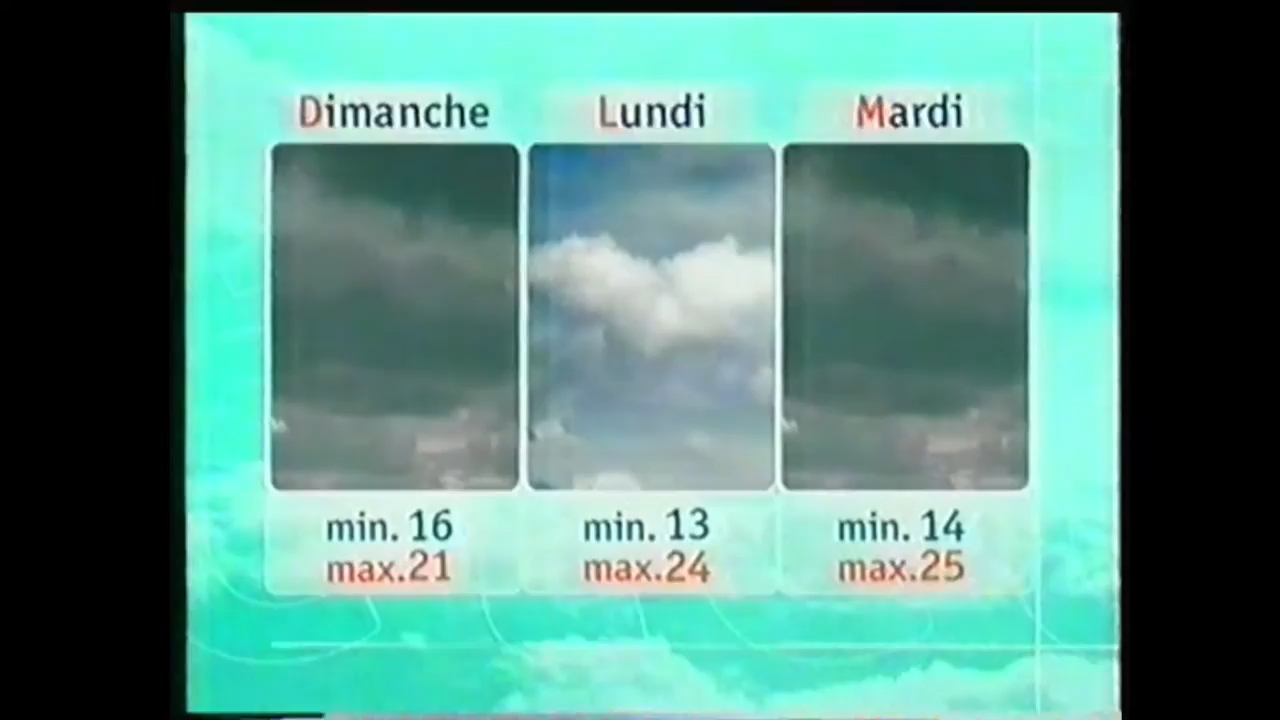 Dimanche
Lundi
Mardi
min. 16
max.21
min. 13
max.24
min. 14
max.25